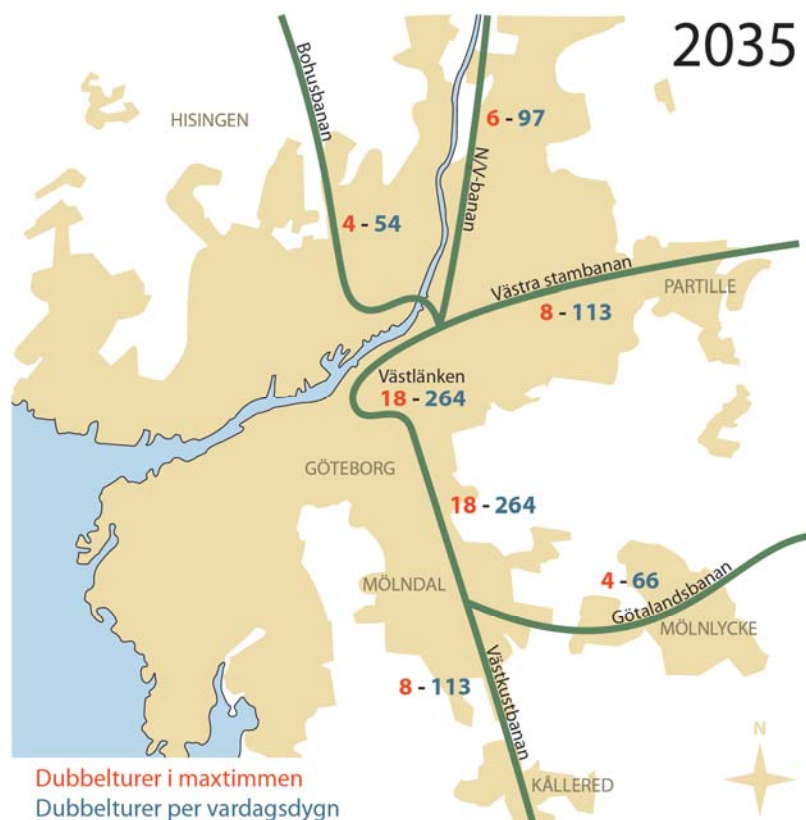 2035
Bohusbanan
HISINGEN
6 - 97
N/V-banan
4 - 54
Västra stambanan
PARTILLE
8 - 113
Västlänken
18 - 264
GÖTEBORG
18 - 264
4 - 66
MÖLNDAL
Götalandsbanan
MÖLNLYCKE
Västkustbanan
8 - 113
N
KÅLLERED
Dubbelturer i maxtimmen
Dubbelturer per vardagsdygn